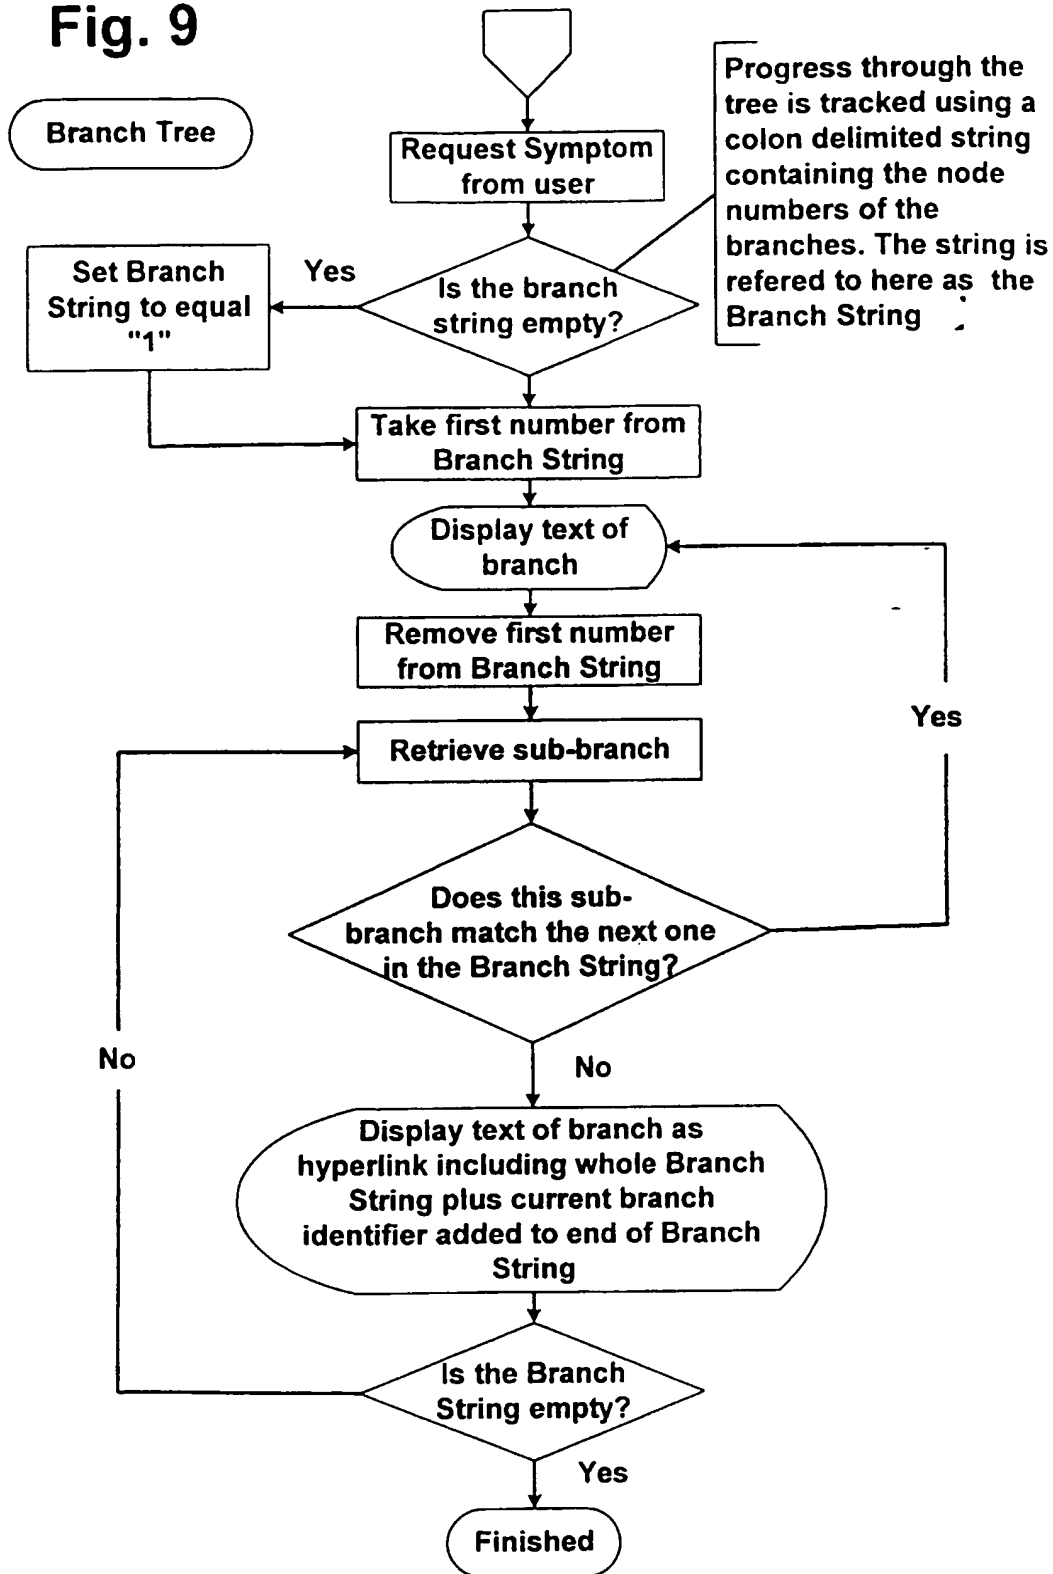 Fig. 9
Branch Tree
Request Symptom
from user
Progress through the
tree is tracked using a
colon delimited string
containing the node
numbers of the
branches. The string is
refered to here as the
Branch String
Is the branch
string empty?
Yes
Set Branch
String to equal
"1"
Take first number from
Branch String
Display text of
branch
Remove first number
from Branch String
Yes
Retrieve sub-branch
Does this sub-
branch match the next one
in the Branch String?
No
No
Display text of branch as
hyperlink including whole Branch
String plus current branch
identifier added to end of Branch
String
Is the Branch
String empty?
Yes
Finished